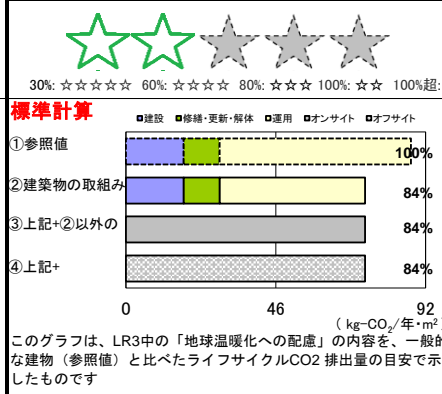 30%: ☆☆☆☆☆ 60%: ☆☆☆☆ 80%: ☆☆☆ 100%: ☆☆ 100%超:
標準計算
■建設 ■修繕・更新・解体 □運用 ■オンサイト ■オフサイト
①参照値
100%
②建築物の取組み
84%
③上記+②以外の
84%
④上記+
84%
0 46 92
( kg-CO₂/年・m²
このグラフは、LR3中の「地球温暖化への配慮」の内容を、一般的
な建物（参照値）と比べたライフサイクルCO2 排出量の目安で示
したものです